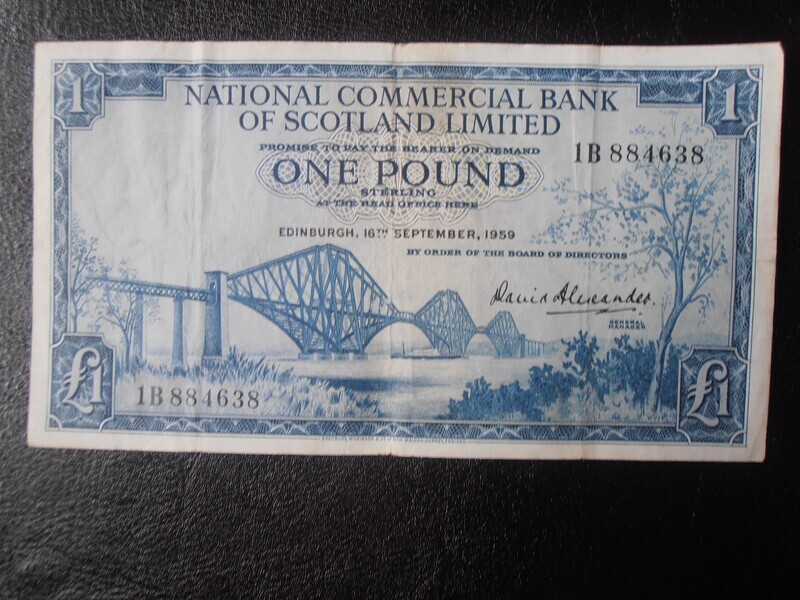 1
1
NATIONAL COMMERCIAL BANK
OF SCOTLAND LIMITED
PROMISE TO PAY THE BEARER ON DEMAND
1B 884638
ONE POUND
STERLING
AT THE HEAD OFFICE HERE
EDINBURGH, 16TH SEPTEMBER, 1959
BY ORDER OF THE BOARD OF DIRECTORS
David Alexander.
GENERAL
MANAGER
£1
1B 884638
£1